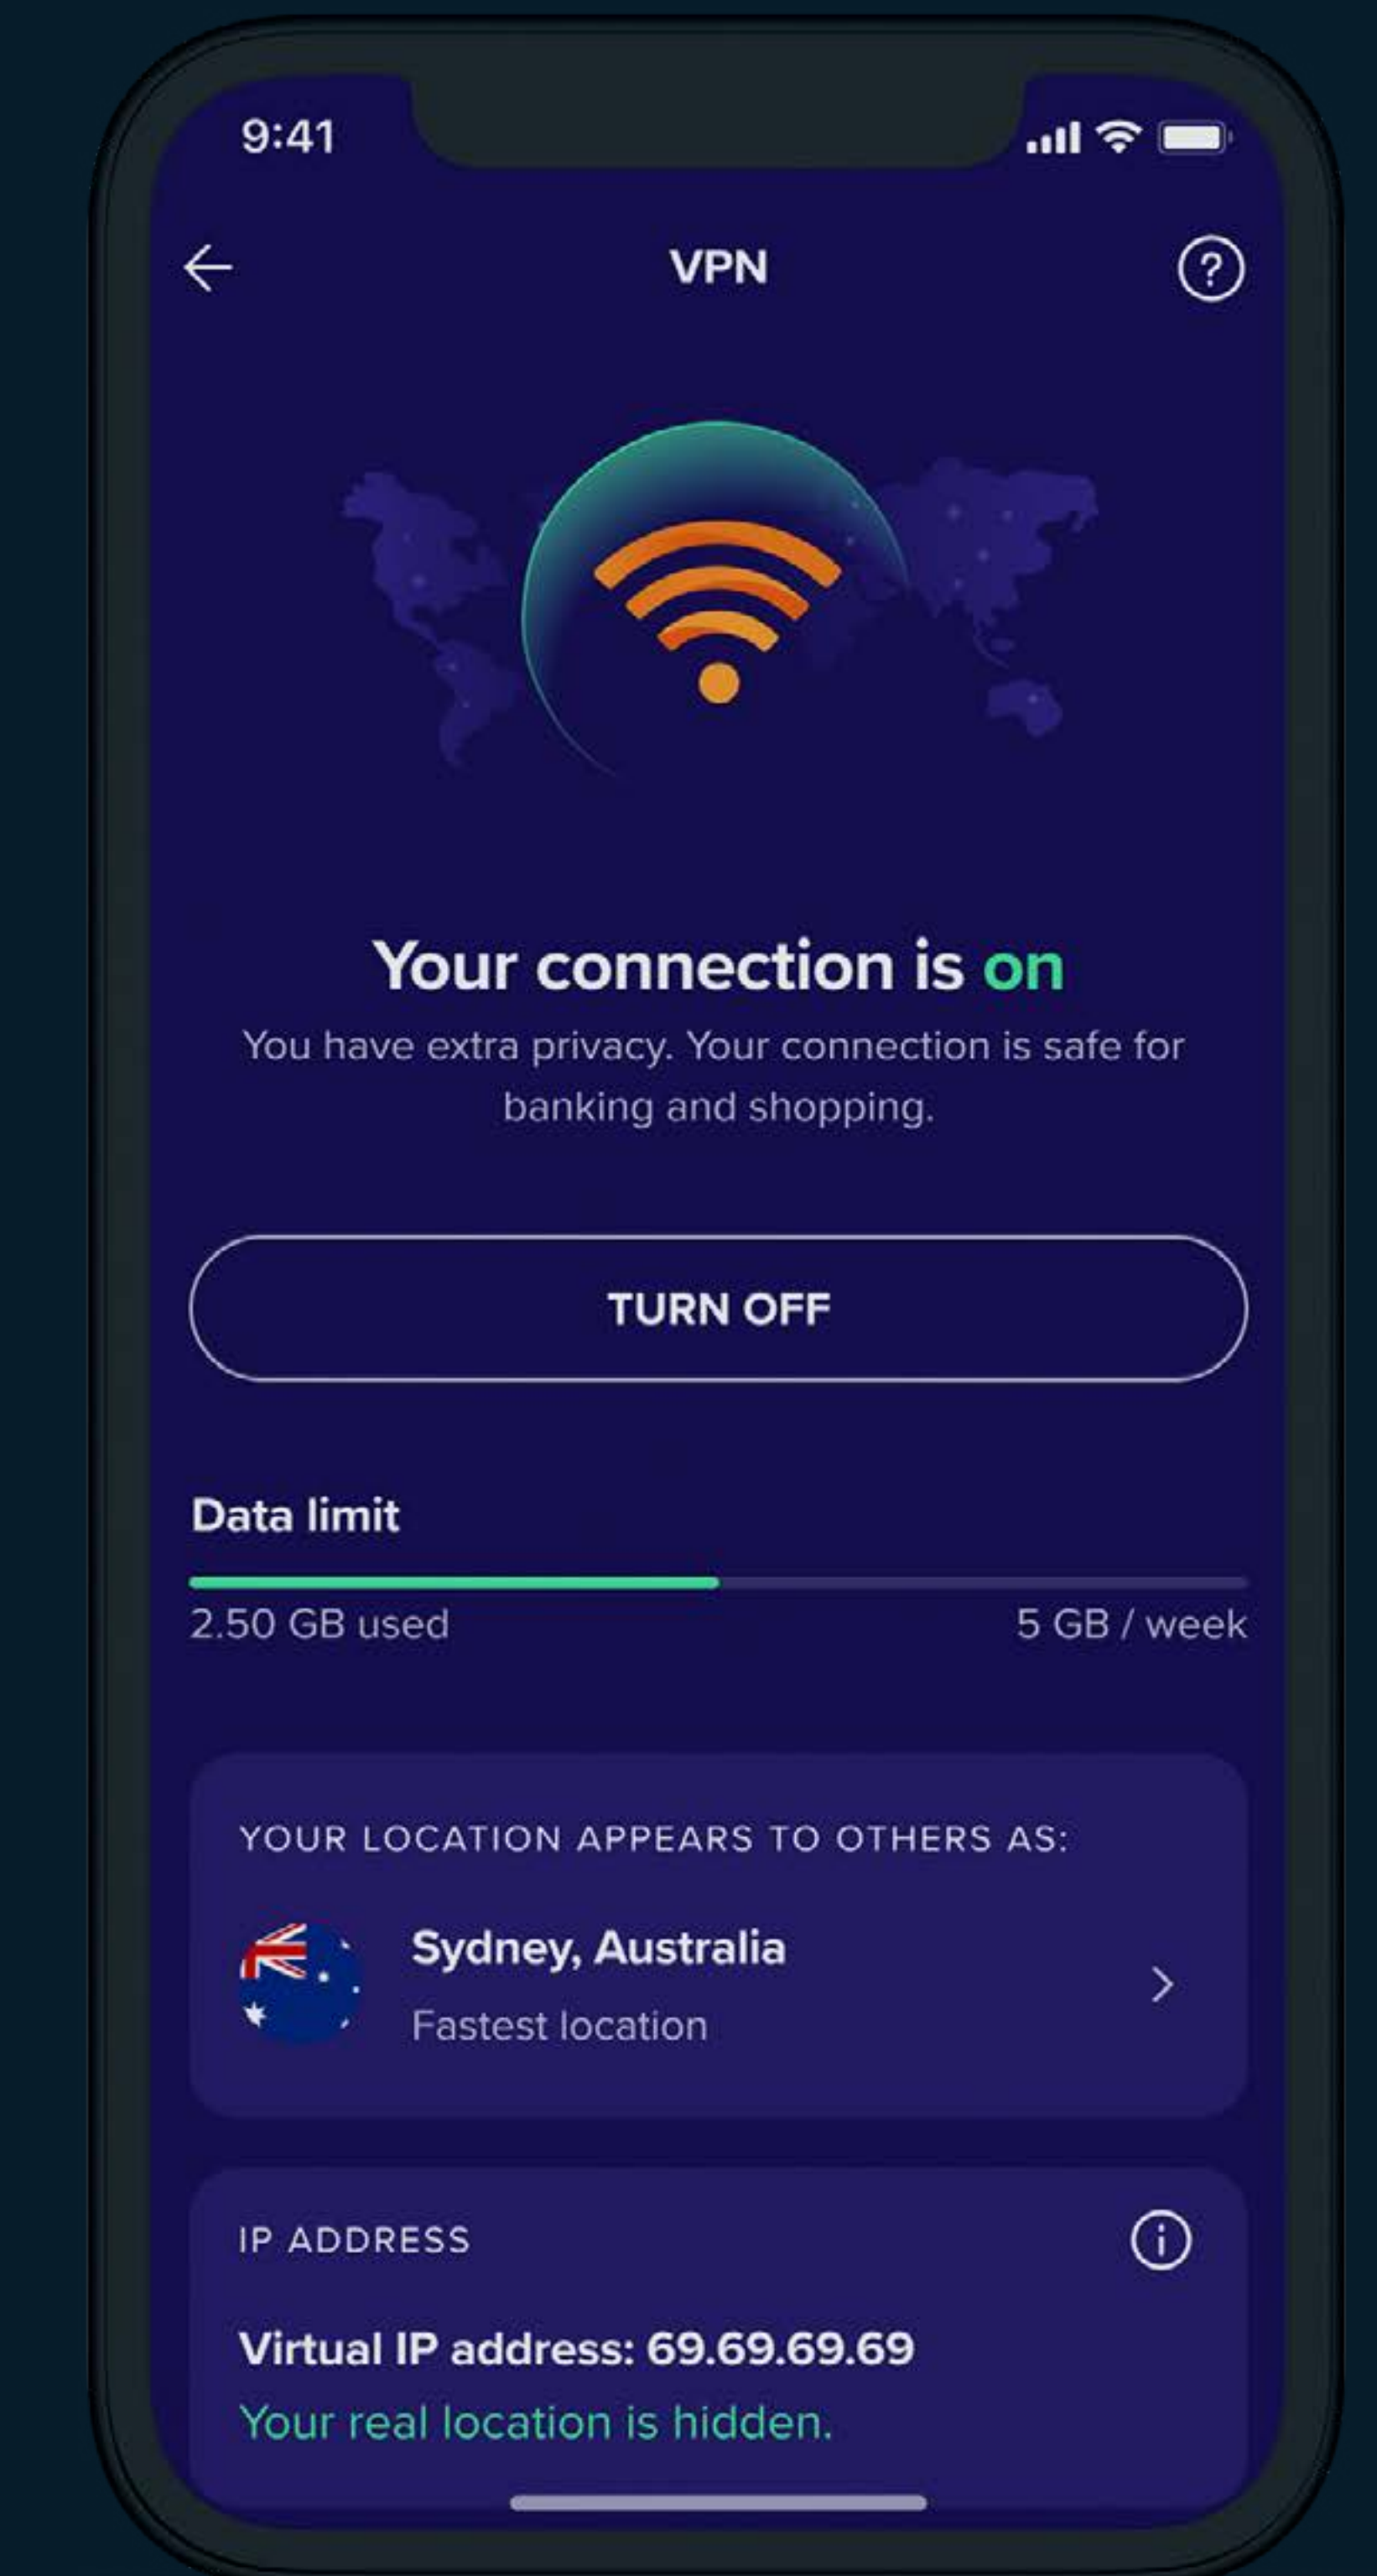 9:41
VPN
?
Your connection is on
You have extra privacy. Your connection is safe for
banking and shopping.
TURN OFF
Data limit
2.50 GB used
5 GB / week
YOUR LOCATION APPEARS TO OTHERS AS:
Sydney, Australia
Fastest location
IP ADDRESS
Virtual IP address: 69.69.69.69
Your real location is hidden.